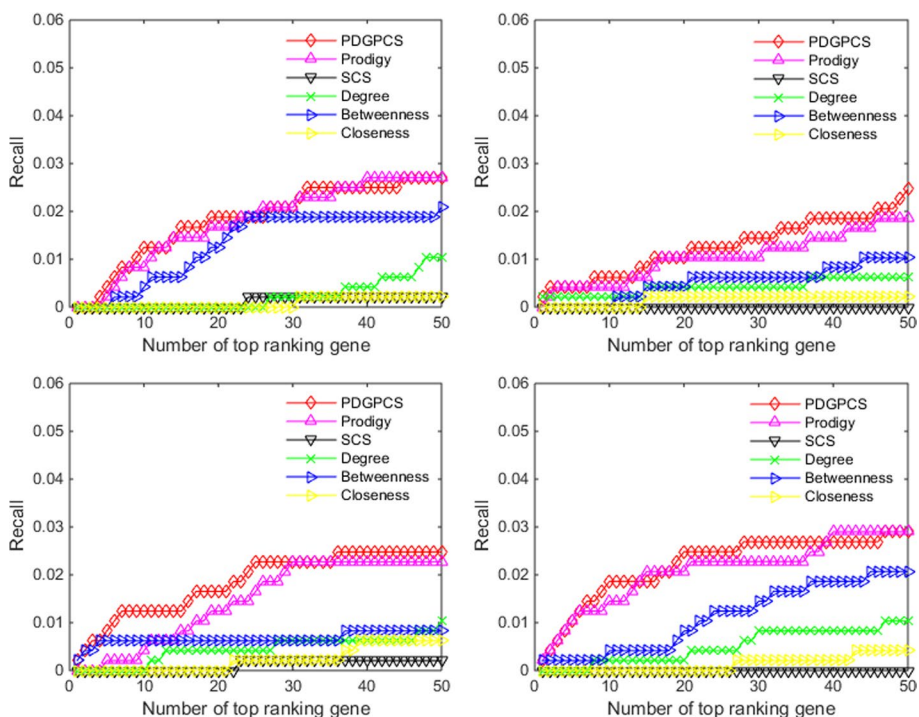 0.06
0.05
0.04
0.03
0.02
0.01
0
Recall
PDGPCS
Prodigy
SCS
Degree
Betweenness
Closeness
0 10 20 30 40 50
Number of top ranking gene
0.06
0.05
0.04
0.03
0.02
0.01
0
Recall
PDGPCS
Prodigy
SCS
Degree
Betweenness
Closeness
0 10 20 30 40 50
Number of top ranking gene
0.06
0.05
0.04
0.03
0.02
0.01
0
Recall
PDGPCS
Prodigy
SCS
Degree
Betweenness
Closeness
0 10 20 30 40 50
Number of top ranking gene
0.06
0.05
0.04
0.03
0.02
0.01
0
Recall
PDGPCS
Prodigy
SCS
Degree
Betweenness
Closeness
0 10 20 30 40 50
Number of top ranking gene